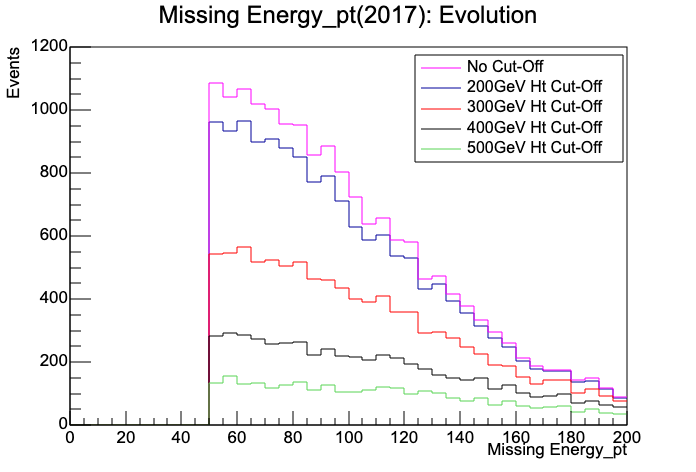 Missing Energy_pt(2017): Evolution
Events
1200
1000
800
600
400
200
0
No Cut-Off
200GeV Ht Cut-Off
300GeV Ht Cut-Off
400GeV Ht Cut-Off
500GeV Ht Cut-Off
0 20 40 60 80 100 120 140 160 180 200
Missing Energy_pt